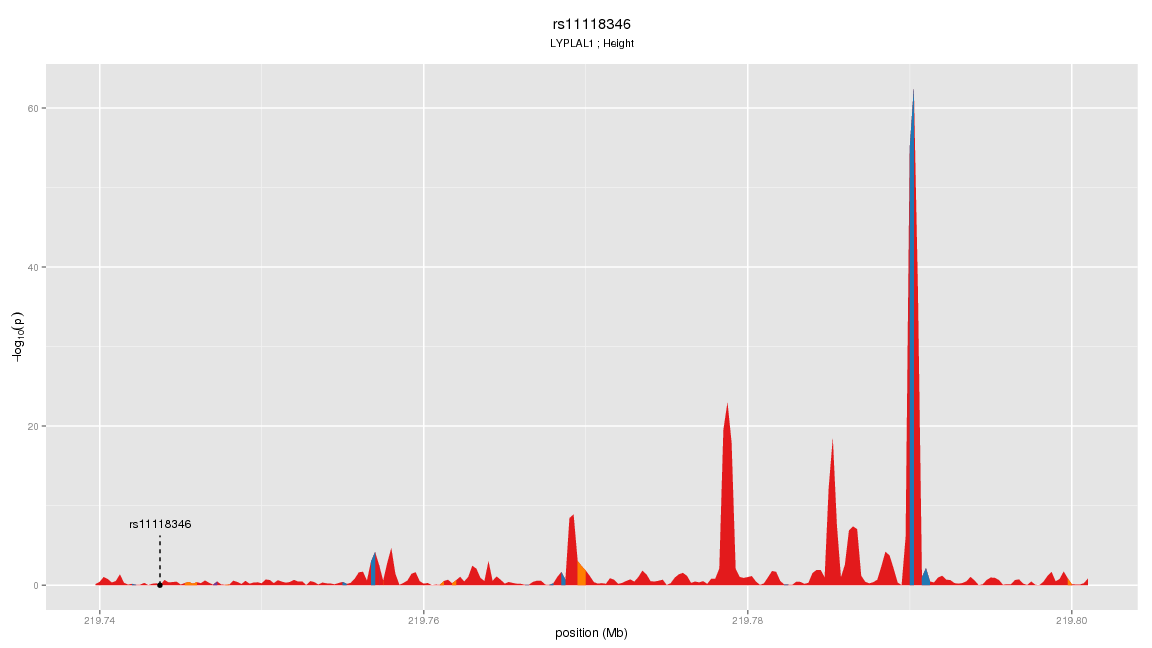 rs11118346
LYPLAL1 ; Height
60
40
20
0
−log10(p)
rs11118346
219.74
219.76
219.78
219.80
position (Mb)